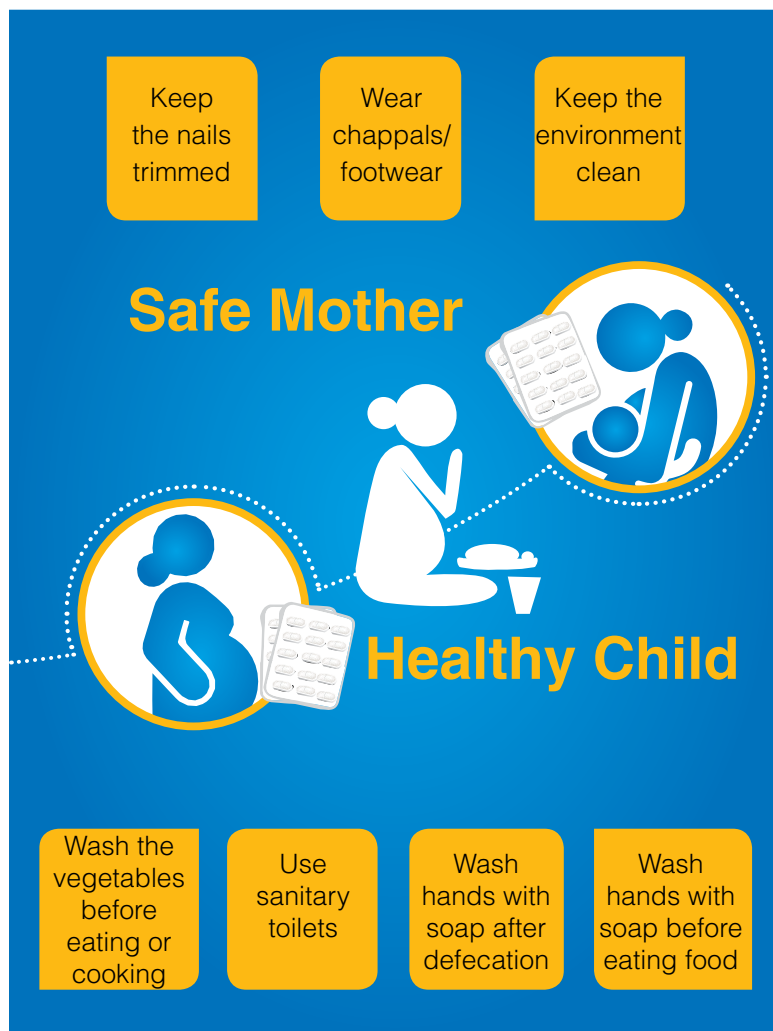 Keep
the nails
trimmed
Wear
chappals/
footwear
Keep the
environment
clean
Safe Mother
Healthy Child
Wash the
vegetables
before
eating or
cooking
Use
sanitary
toilets
Wash
hands with
soap after
defecation
Wash
hands with
soap before
eating food